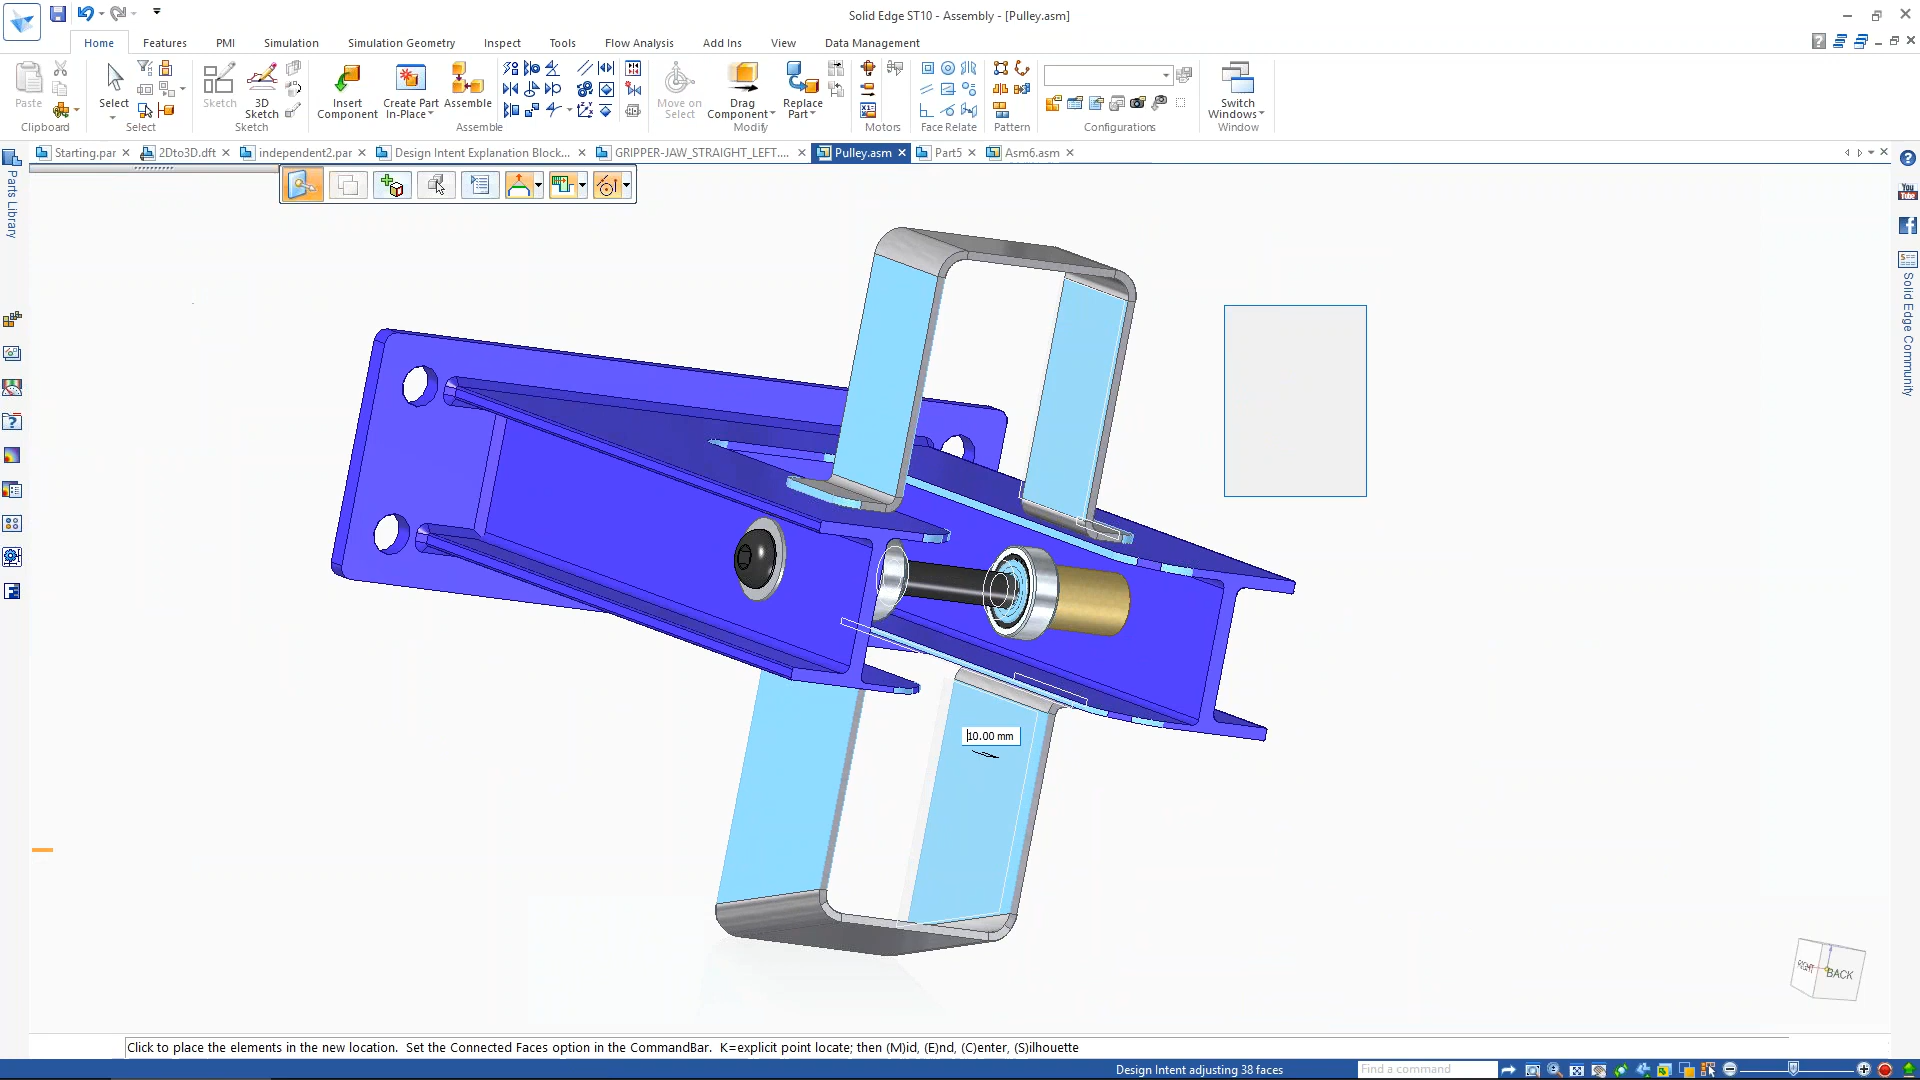 Solid Edge ST10 - Assembly - [Pulley.asm]
Home Features PMI Simulation Simulation Geometry Inspect Tools Flow Analysis Add Ins View Data Management
Paste Select Sketch 3D Sketch Insert Component Create Part In-Place Assemble Move on Select Drag Component Replace Part Switch Windows
Clipboard Select Sketch Assemble Modify Motors Face Relate Pattern Configurations Window
Starting.par 2Dto3D.dft independent2.par Design Intent Explanation Block... GRIPPER-JAW_STRAIGHT_LEFT.... Pulley.asm Part5 Asm6.asm
Parts Library
You Tube
Solid Edge Community
10.00 mm
RIGHT BACK
Click to place the elements in the new location. Set the Connected Faces option in the CommandBar. K=explicit point locate; then (M)id, (E)nd, (C)enter, (S)ilhouette
Design Intent adjusting 38 faces Find a command